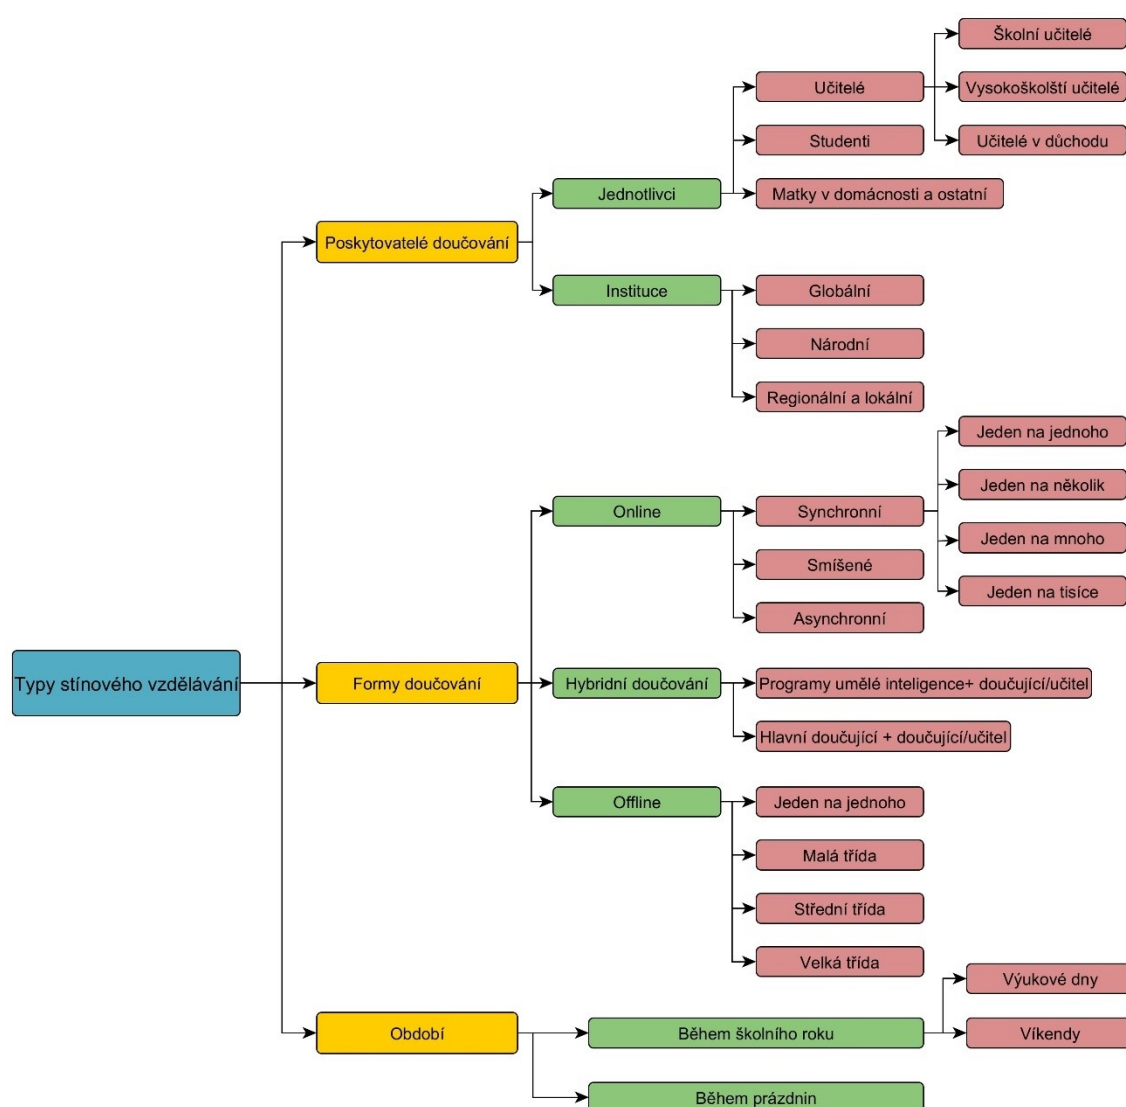 Typy stínového vzdělávání
Poskytovatelé doučování
Jednotlivci
Učitelé
Školní učitelé
Vysokoškolští učitelé
Učitelé v důchodu
Studenti
Matky v domácnosti a ostatní
Instituce
Globální
Národní
Regionální a lokální
Formy doučování
Online
Synchronní
Jeden na jednoho
Jeden na několik
Jeden na mnoho
Jeden na tisíce
Smíšené
Asynchronní
Hybridní doučování
Programy umělé inteligence+ doučující/učitel
Hlavní doučující + doučující/učitel
Offline
Jeden na jednoho
Malá třída
Střední třída
Velká třída
Období
Během školního roku
Výukové dny
Víkendy
Během prázdnin